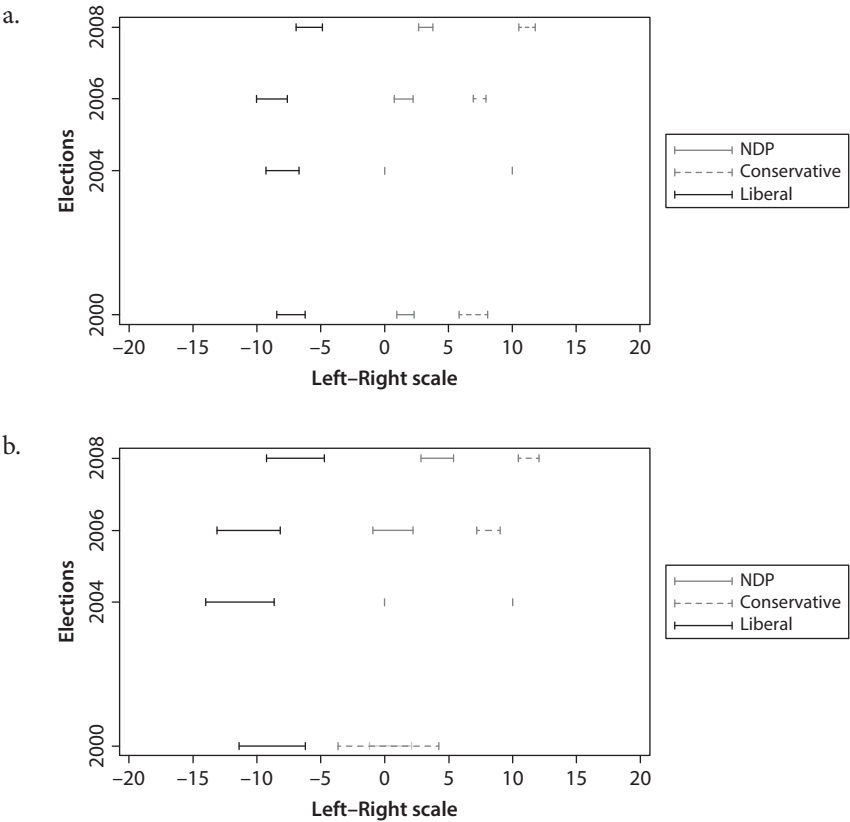 a.
2008
2006
2004
2000
Elections
–20 –15 –10 –5 0 5 10 15 20
Left–Right scale
NDP
Conservative
Liberal
b.
2008
2006
2004
2000
Elections
–20 –15 –10 –5 0 5 10 15 20
Left–Right scale
NDP
Conservative
Liberal